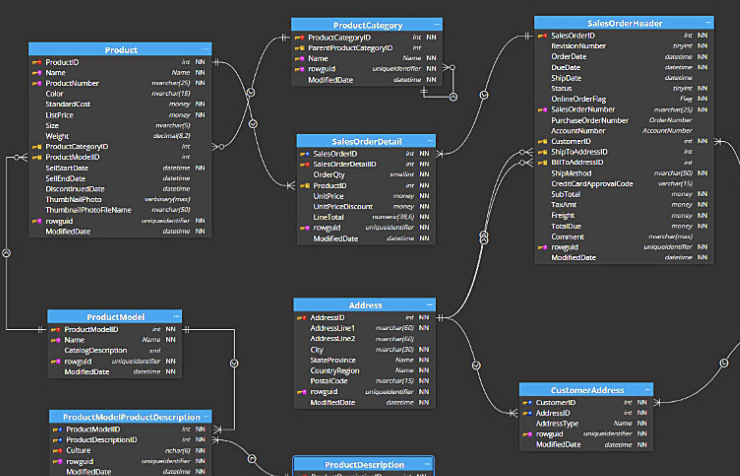 Product
ProductID int NN
Name Name NN
ProductNumber nvarchar(25) NN
Color nvarchar(15)
StandardCost money NN
ListPrice money NN
Size nvarchar(5)
Weight decimal(8,2)
ProductCategoryID int
ProductModelID int
SellStartDate datetime NN
SellEndDate datetime
DiscontinuedDate datetime
ThumbNailPhoto varbinary(max)
ThumbnailPhotoFileName nvarchar(50)
rowguid uniqueidentifier NN
ModifiedDate datetime NN
ProductCategory
ProductCategoryID int NN
ParentProductCategoryID int
Name Name NN
rowguid uniqueidentifier NN
ModifiedDate datetime NN
SalesOrderDetail
SalesOrderID int NN
SalesOrderDetailID int NN
OrderQty smallint NN
ProductID int NN
UnitPrice money NN
UnitPriceDiscount money NN
LineTotal numeric(38,6) NN
rowguid uniqueidentifier NN
ModifiedDate datetime NN
SalesOrderHeader
SalesOrderID int NN
RevisionNumber tinyint NN
OrderDate datetime NN
DueDate datetime NN
ShipDate datetime
Status tinyint NN
OnlineOrderFlag Flag NN
SalesOrderNumber nvarchar(25) NN
PurchaseOrderNumber OrderNumber
AccountNumber AccountNumber
CustomerID int NN
ShipToAddressID int
BillToAddressID int
ShipMethod nvarchar(50) NN
CreditCardApprovalCode varchar(15)
SubTotal money NN
TaxAmt money NN
Freight money NN
TotalDue money NN
Comment nvarchar(max)
rowguid uniqueidentifier NN
ModifiedDate datetime NN
ProductModel
ProductModelID int NN
Name Name NN
CatalogDescription xml
rowguid uniqueidentifier NN
ModifiedDate datetime NN
Address
AddressID int NN
AddressLine1 nvarchar(60) NN
AddressLine2 nvarchar(60)
City nvarchar(30) NN
StateProvince Name NN
CountryRegion Name NN
PostalCode nvarchar(15) NN
rowguid uniqueidentifier NN
ModifiedDate datetime NN
CustomerAddress
CustomerID int NN
AddressID int NN
AddressType Name NN
rowguid uniqueidentifier NN
ModifiedDate datetime NN
ProductModelProductDescription
ProductModelID int NN
ProductDescriptionID int NN
Culture nchar(6) NN
rowguid uniqueidentifier NN
ModifiedDate datetime NN
ProductDescription